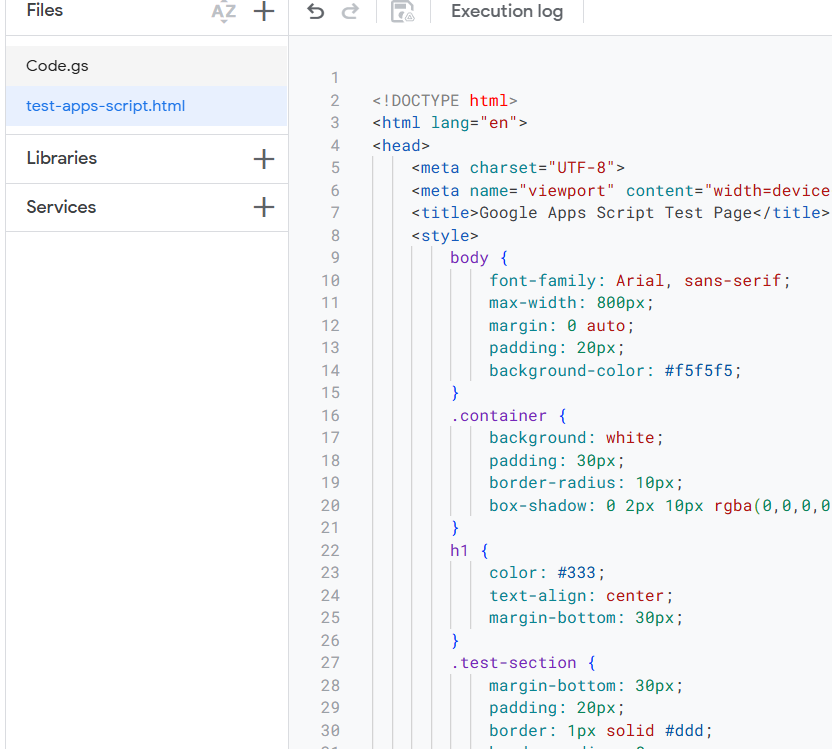 Files
AZ
Execution log
Code.gs
test-apps-script.html
Libraries
Services
1
2 <!DOCTYPE html>
3 <html lang="en">
4 <head>
5 <meta charset="UTF-8">
6 <meta name="viewport" content="width=device
7 <title>Google Apps Script Test Page</title>
8 <style>
9 body {
10 font-family: Arial, sans-serif;
11 max-width: 800px;
12 margin: 0 auto;
13 padding: 20px;
14 background-color: #f5f5f5;
15 }
16 .container {
17 background: white;
18 padding: 30px;
19 border-radius: 10px;
20 box-shadow: 0 2px 10px rgba(0,0,0,0
21 }
22 h1 {
23 color: #333;
24 text-align: center;
25 margin-bottom: 30px;
26 }
27 .test-section {
28 margin-bottom: 30px;
29 padding: 20px;
30 border: 1px solid #ddd;